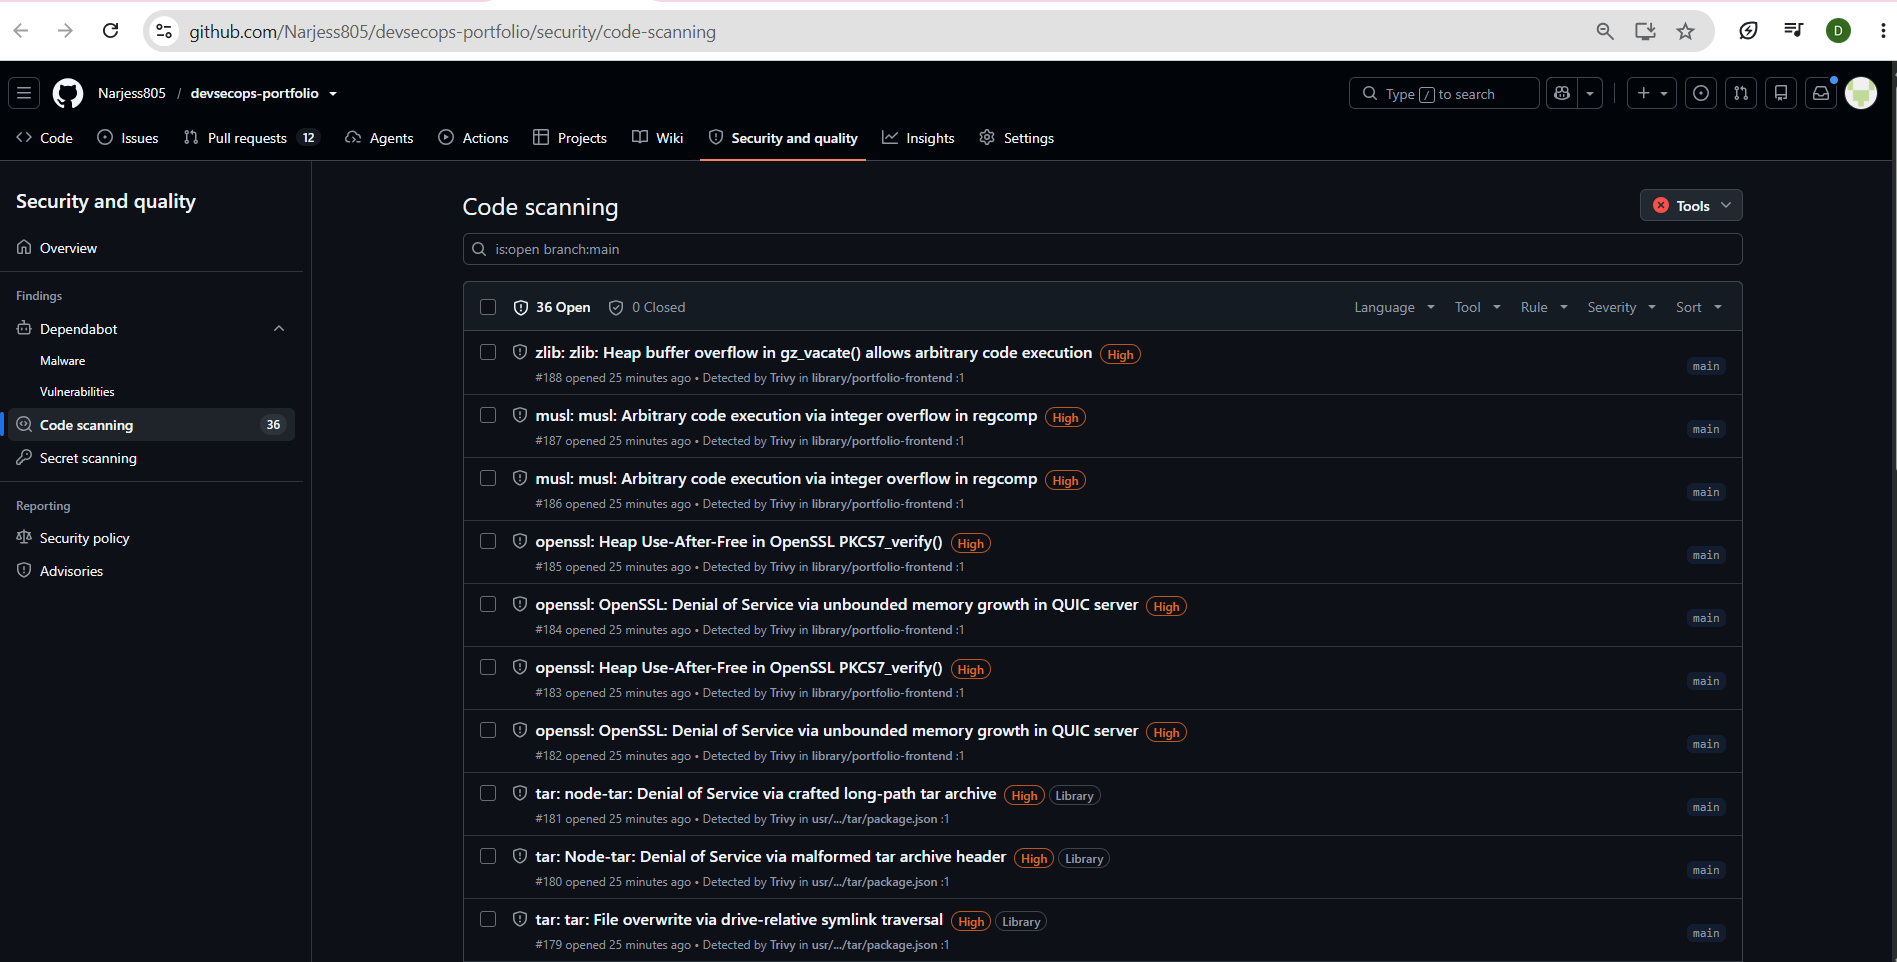 github.com/Narjess805/devsecops-portfolio/security/code-scanning
D
Narjess805 / devsecops-portfolio
Type / to search
Code
Issues
Pull requests 12
Agents
Actions
Projects
Wiki
Security and quality
Insights
Settings
Security and quality
Overview
Findings
Dependabot
Malware
Vulnerabilities
Code scanning 36
Secret scanning
Reporting
Security policy
Advisories
Code scanning
Tools
is:open branch:main
36 Open
0 Closed
Language
Tool
Rule
Severity
Sort
zlib: zlib: Heap buffer overflow in gz_vacate() allows arbitrary code execution High
#188 opened 25 minutes ago • Detected by Trivy in library/portfolio-frontend :1
main
musl: musl: Arbitrary code execution via integer overflow in regcomp High
#187 opened 25 minutes ago • Detected by Trivy in library/portfolio-frontend :1
main
musl: musl: Arbitrary code execution via integer overflow in regcomp High
#186 opened 25 minutes ago • Detected by Trivy in library/portfolio-frontend :1
main
openssl: Heap Use-After-Free in OpenSSL PKCS7_verify() High
#185 opened 25 minutes ago • Detected by Trivy in library/portfolio-frontend :1
main
openssl: OpenSSL: Denial of Service via unbounded memory growth in QUIC server High
#184 opened 25 minutes ago • Detected by Trivy in library/portfolio-frontend :1
main
openssl: Heap Use-After-Free in OpenSSL PKCS7_verify() High
#183 opened 25 minutes ago • Detected by Trivy in library/portfolio-frontend :1
main
openssl: OpenSSL: Denial of Service via unbounded memory growth in QUIC server High
#182 opened 25 minutes ago • Detected by Trivy in library/portfolio-frontend :1
main
tar: node-tar: Denial of Service via crafted long-path tar archive High Library
#181 opened 25 minutes ago • Detected by Trivy in usr/.../tar/package.json :1
main
tar: Node-tar: Denial of Service via malformed tar archive header High Library
#180 opened 25 minutes ago • Detected by Trivy in usr/.../tar/package.json :1
main
tar: tar: File overwrite via drive-relative symlink traversal High Library
#179 opened 25 minutes ago • Detected by Trivy in usr/.../tar/package.json :1
main